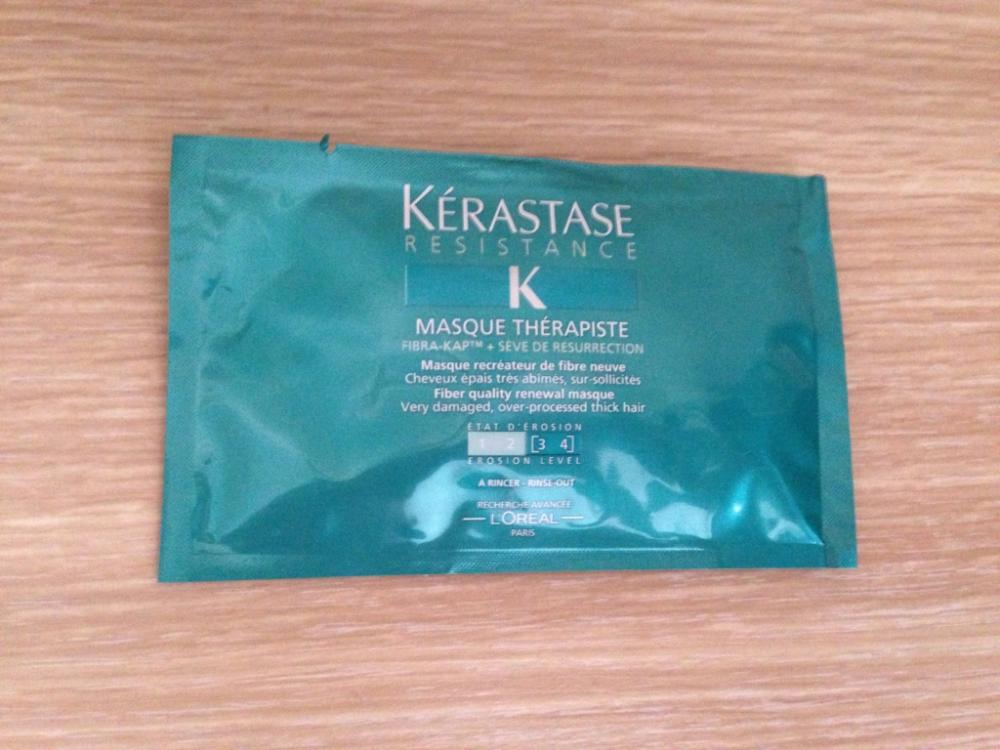 KÉRASTASE
RESISTANCE
K
MASQUE THÉRAPISTE
FIBRA-KAP™ + SÈVE DE RÉSURRECTION
Masque recréateur de fibre neuve
Cheveux épais très abîmés, sur-sollicités
Fiber quality renewal masque
Very damaged, over-processed thick hair
ÉTAT D'ÉROSION
1 2 [3 4]
EROSION LEVEL
A RINCER - RINSE-OUT
RECHERCHE AVANCÉE
L'ORÉAL
PARIS